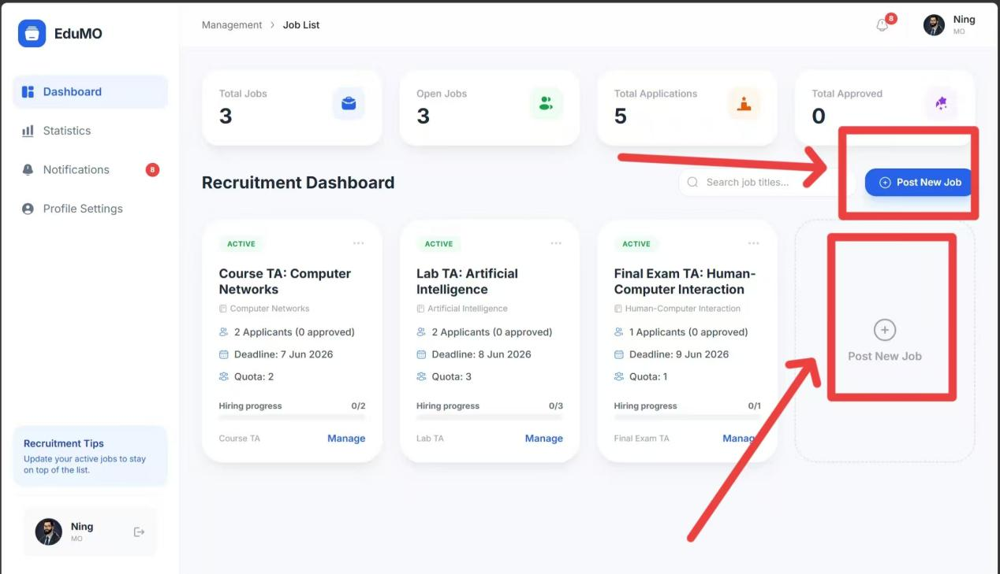 EduMO
Management > Job List
8
Ning
MO
Dashboard
Statistics
Notifications
8
Profile Settings
Total Jobs
3
Open Jobs
3
Total Applications
5
Total Approved
0
Recruitment Dashboard
Search job titles...
Post New Job
ACTIVE
Course TA: Computer
Networks
Computer Networks
2 Applicants (0 approved)
Deadline: 7 Jun 2026
Quota: 2
Hiring progress 0/2
Course TA Manage
ACTIVE
Lab TA: Artificial
Intelligence
Artificial Intelligence
2 Applicants (0 approved)
Deadline: 8 Jun 2026
Quota: 3
Hiring progress 0/3
Lab TA Manage
ACTIVE
Final Exam TA: Human-
Computer Interaction
Human-Computer Interaction
1 Applicants (0 approved)
Deadline: 9 Jun 2026
Quota: 1
Hiring progress 0/1
Final Exam TA Manage
Post New Job
Recruitment Tips
Update your active jobs to stay
on top of the list.
Ning
MO